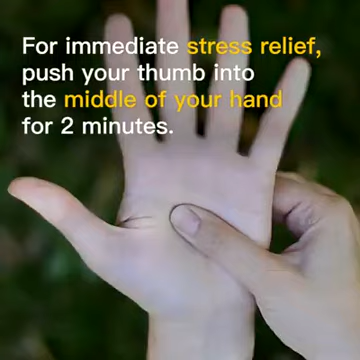 For immediate stress relief,
push your thumb into
the middle of your hand
for 2 minutes.